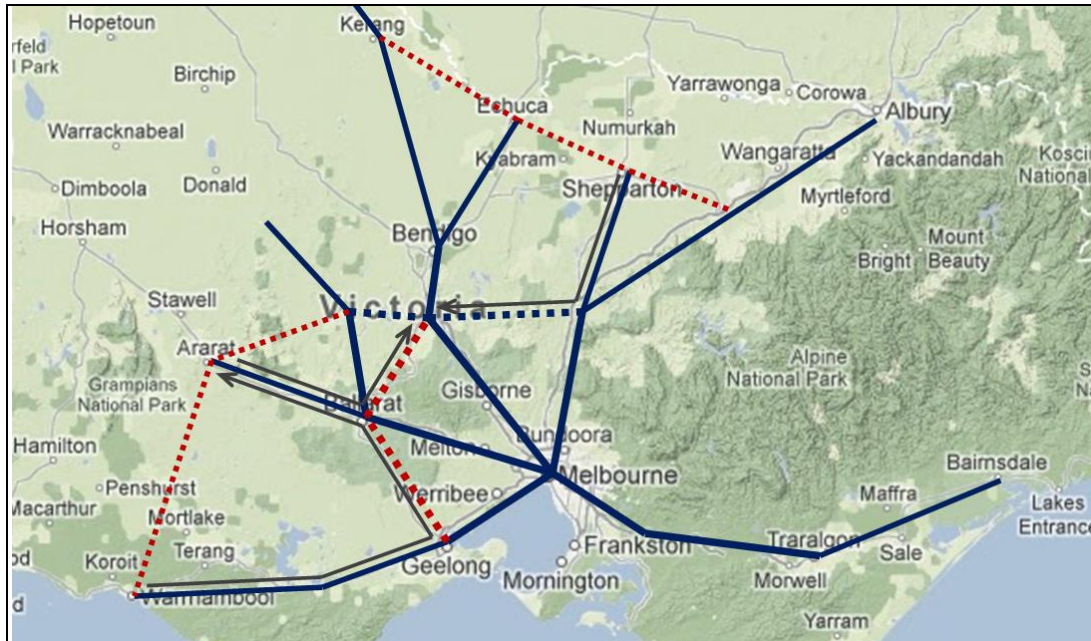 Hopetoun
Kerang
rfeld
l Park
Birchip
Yarrawonga
Corowa
Albury
Echuca
Numurkah
Warracknabeal
Kyabram
Wangaratta
Yackandandah
Kosciu
National
Dimboola
Donald
Shepparton
Myrtleford
Horsham
Bendigo
Mount
Beauty
Bright
Victoria
Stawell
Ararat
Alpine
National Park
Grampians
National Park
Gisborne
Ballarat
Bundoora
Hamilton
Melton
Melbourne
Bairnsdale
Penshurst
Werribee
Maffra
Lakes
Entrance
Macarthur
Mortlake
Traralgon
Sale
Koroit
Terang
Geelong
Frankston
Morwell
Mornington
Warrnambool
Yarram